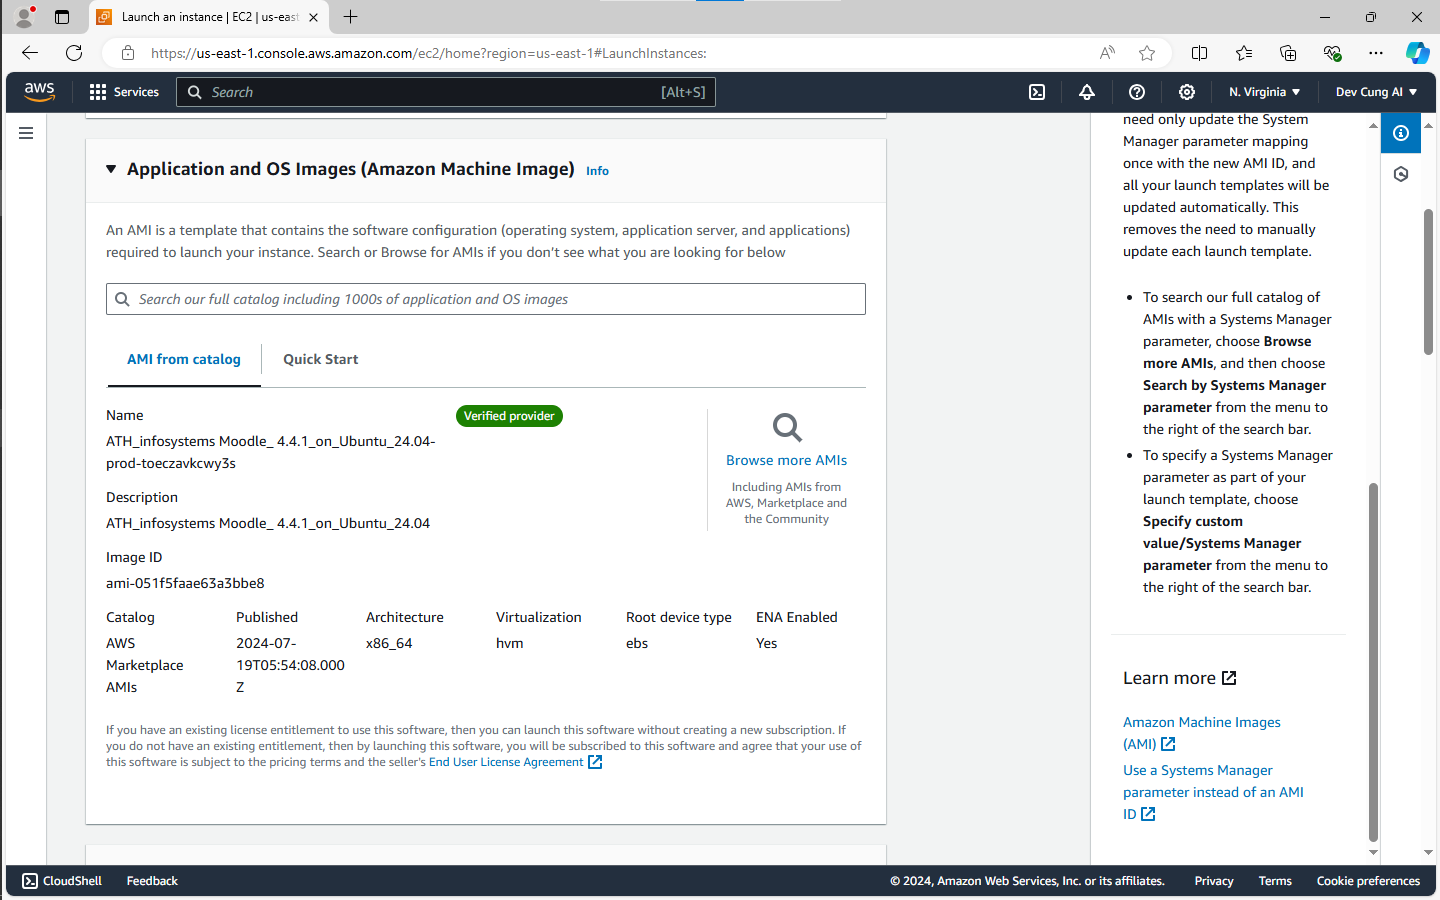 Launch an instance | EC2 | us-east
https://us-east-1.console.aws.amazon.com/ec2/home?region=us-east-1#LaunchInstances:
aws
Services
Search
[Alt+S]
N. Virginia
Dev Cung AI
Application and OS Images (Amazon Machine Image)
Info
An AMI is a template that contains the software configuration (operating system, application server, and applications)
required to launch your instance. Search or Browse for AMIs if you don't see what you are looking for below
Search our full catalog including 1000s of application and OS images
AMI from catalog
Quick Start
Name
Verified provider
ATH_infosystems Moodle_ 4.4.1_on_Ubuntu_24.04-
prod-toeczavkcwy3s
Description
ATH_infosystems Moodle_ 4.4.1_on_Ubuntu_24.04
Image ID
ami-051f5faae63a3bbe8
Browse more AMIs
Including AMIs from
AWS, Marketplace and
the Community
Catalog
AWS
Marketplace
AMIs
Published
2024-07-
19T05:54:08.000
Z
Architecture
x86_64
Virtualization
hvm
Root device type
ebs
ENA Enabled
Yes
If you have an existing license entitlement to use this software, then you can launch this software without creating a new subscription. If
you do not have an existing entitlement, then by launching this software, you will be subscribed to this software and agree that your use of
this software is subject to the pricing terms and the seller's End User License Agreement
need only update the System
Manager parameter mapping
once with the new AMI ID, and
all your launch templates will be
updated automatically. This
removes the need to manually
update each launch template.
• To search our full catalog of
AMIs with a Systems Manager
parameter, choose Browse
more AMIs, and then choose
Search by Systems Manager
parameter from the menu to
the right of the search bar.
• To specify a Systems Manager
parameter as part of your
launch template, choose
Specify custom
value/Systems Manager
parameter from the menu to
the right of the search bar.
Learn more
Amazon Machine Images
(AMI)
Use a Systems Manager
parameter instead of an AMI
ID
CloudShell
Feedback
© 2024, Amazon Web Services, Inc. or its affiliates.
Privacy
Terms
Cookie preferences